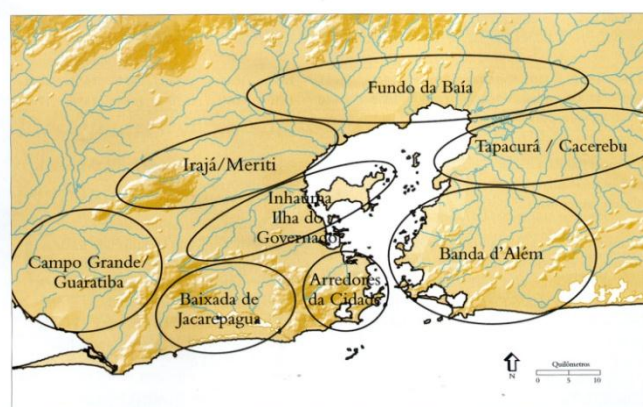 Fundo da Baía
Tapacurá / Cacerebu
Irajá/Meriti
Inhaúma
Ilha do
Governador
Campo Grande/
Guaratiba
Banda d'Além
Baixada de
Jacarepagua
Arredores
da Cidade
N
Quilômetros
0 5 10